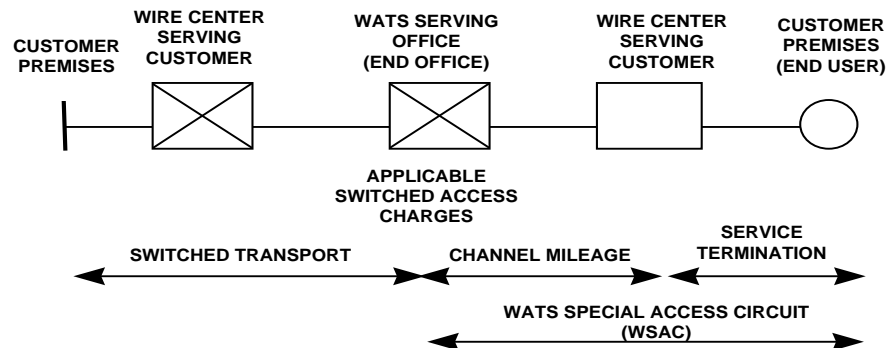 CUSTOMER
PREMISES
WIRE CENTER
SERVING
CUSTOMER
WATS SERVING
OFFICE
(END OFFICE)
WIRE CENTER
SERVING
CUSTOMER
CUSTOMER
PREMISES
(END USER)
APPLICABLE
SWITCHED ACCESS
CHARGES
SWITCHED TRANSPORT
CHANNEL MILEAGE
SERVICE
TERMINATION
WATS SPECIAL ACCESS CIRCUIT
(WSAC)